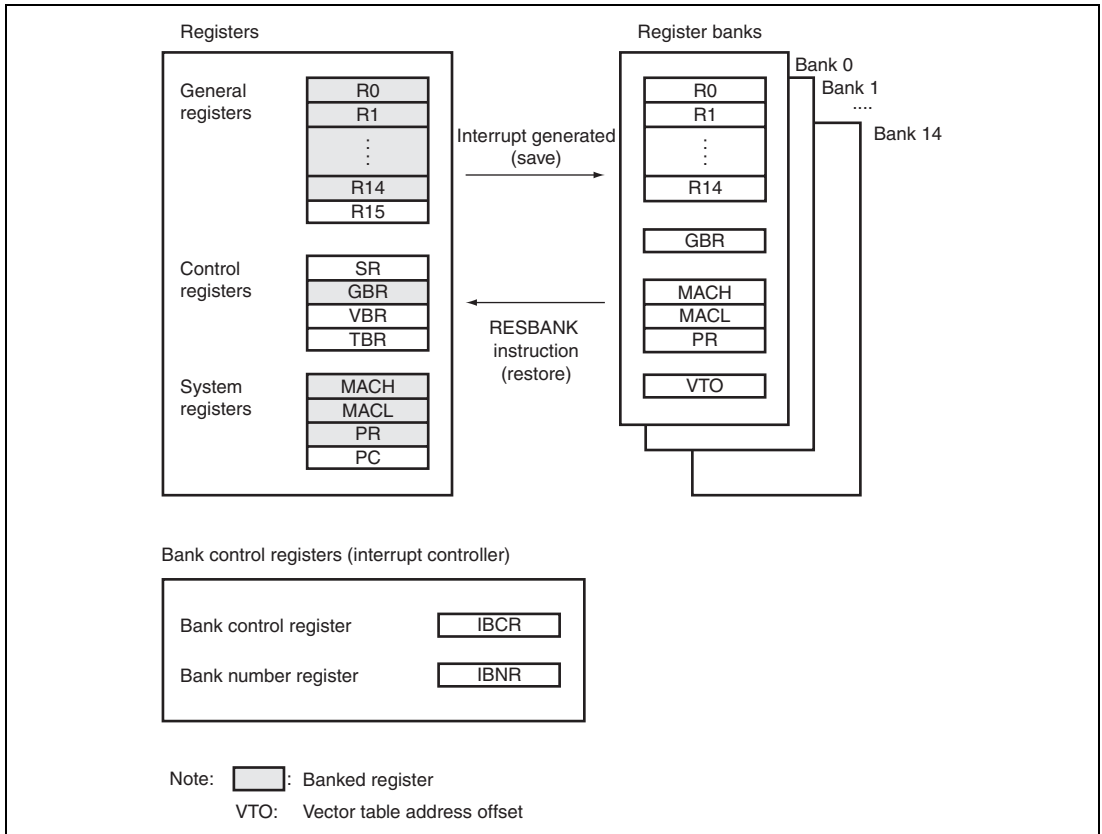 Registers
General
registers
R0
R1
⋮
R14
R15
Control
registers
SR
GBR
VBR
TBR
System
registers
MACH
MACL
PR
PC
Interrupt generated
(save)
RESBANK
instruction
(restore)
Register banks
Bank 0
Bank 1
....
Bank 14
R0
R1
⋮
R14
GBR
MACH
MACL
PR
VTO
Bank control registers (interrupt controller)
Bank control register IBCR
Bank number register IBNR
Note: : Banked register
VTO: Vector table address offset